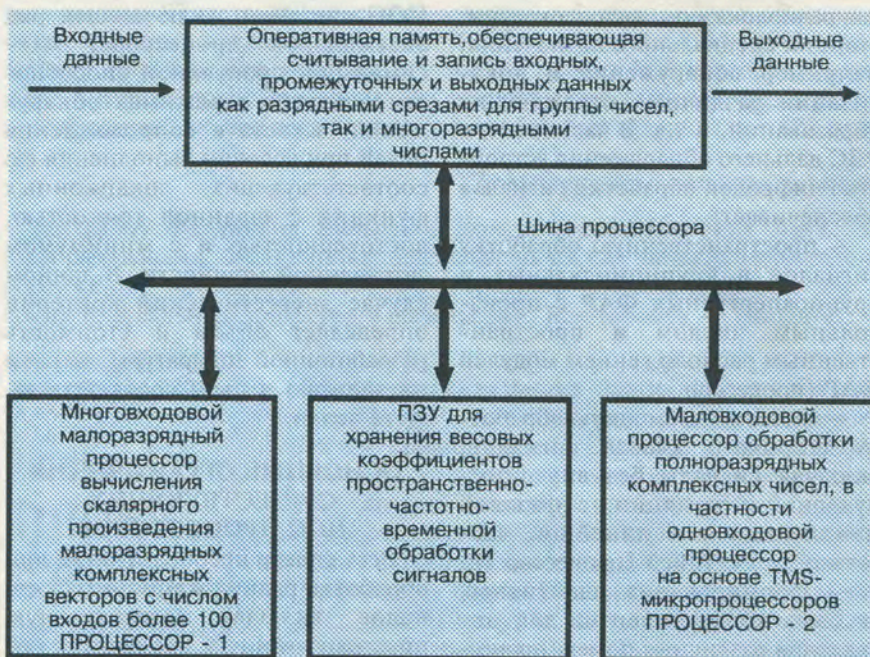 Входные
данные
Оперативная память,обеспечивающая
считывание и запись входных,
промежуточных и выходных данных
как разрядными срезами для группы чисел,
так и многоразрядными
числами
Выходные
данные
Шина процессора
Многовходовой
малоразрядный
процессор
вычисления
скалярного
произведения
малоразрядных
комплексных
векторов с числом
входов более 100
ПРОЦЕССОР - 1
ПЗУ для
хранения весовых
коэффициентов
пространственно-
частотно-
временной
обработки
сигналов
Маловходовой
процессор обработки
полноразрядных
комплексных чисел, в
частности
одновходовой
процессор
на основе TMS-
микропроцессоров
ПРОЦЕССОР - 2